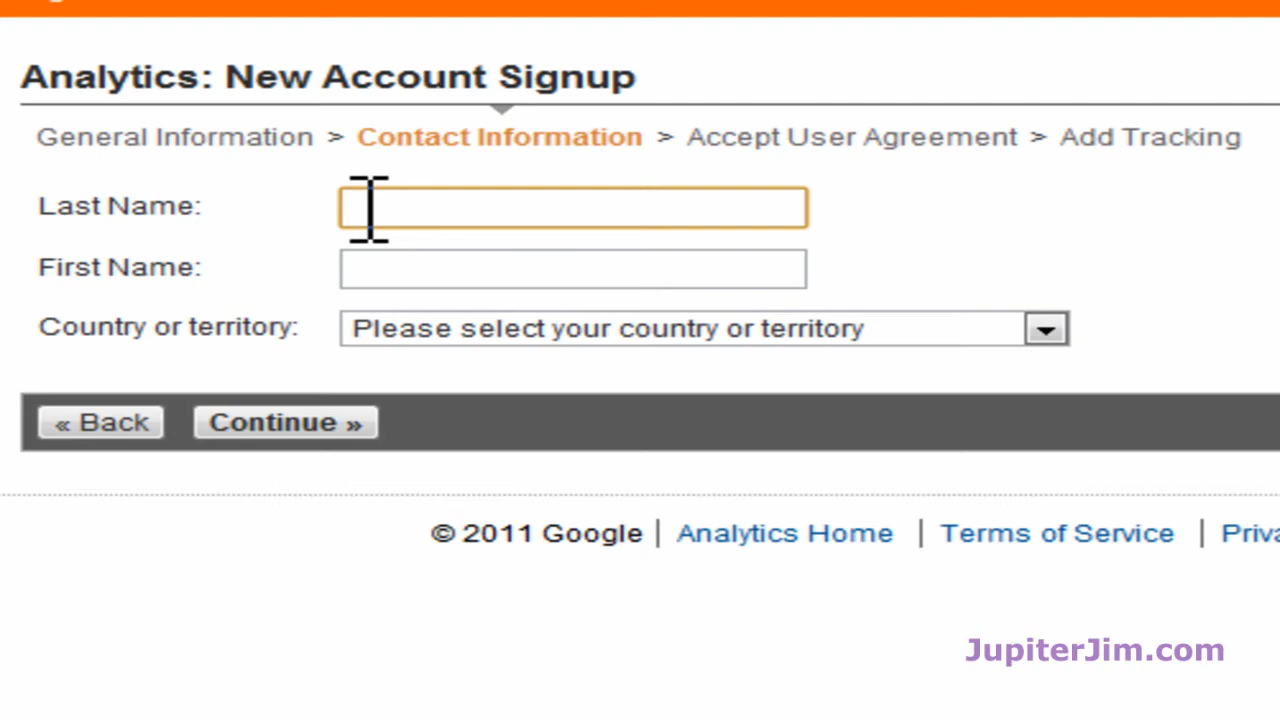 Analytics: New Account Signup
General Information > Contact Information > Accept User Agreement > Add Tracking
Last Name:
First Name:
Country or territory: Please select your country or territory
« Back Continue »
© 2011 Google | Analytics Home | Terms of Service |
JupiterJim.com